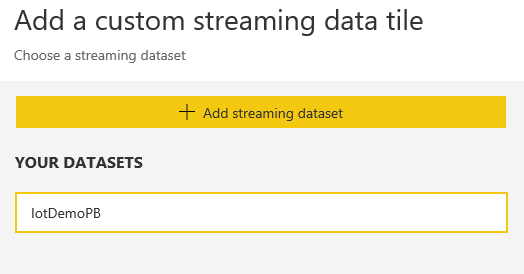 Add a custom streaming data tile
Choose a streaming dataset
Add streaming dataset
YOUR DATASETS
IotDemoPB